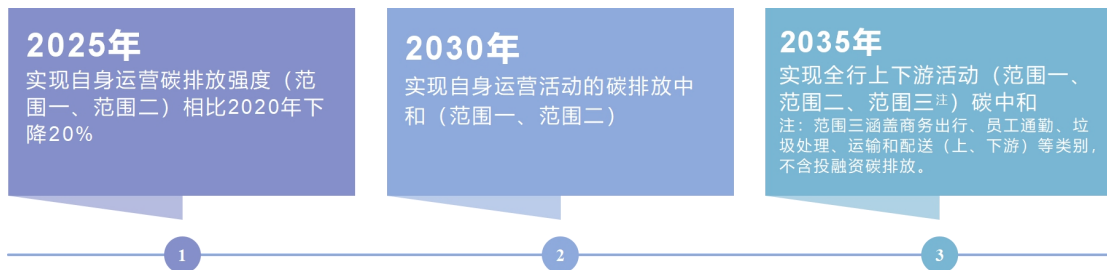 2025年
实现自身运营碳排放强度（范
围一、范围二）相比2020年下
降20%
2030年
实现自身运营活动的碳排放中
和（范围一、范围二）
2035年
实现全行上下游活动（范围一、
范围二、范围三注）碳中和
注：范围三涵盖商务出行、员工通勤、垃
圾处理、运输和配送（上、下游）等类别，
不含投融资碳排放。
1
2
3